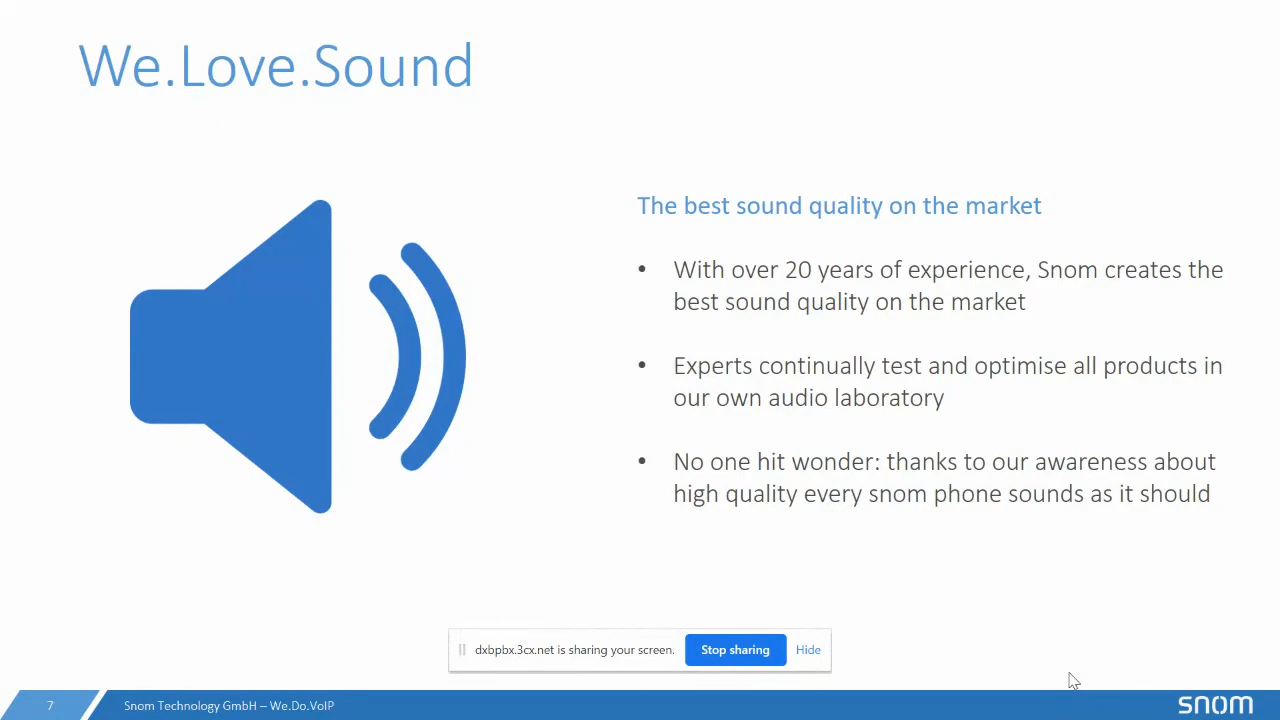 We.Love.Sound
The best sound quality on the market
• With over 20 years of experience, Snom creates the
best sound quality on the market
• Experts continually test and optimise all products in
our own audio laboratory
• No one hit wonder: thanks to our awareness about
high quality every snom phone sounds as it should
dxbpbx.3cx.net is sharing your screen. Stop sharing Hide
7 Snom Technology GmbH – We.Do.VoIP snom